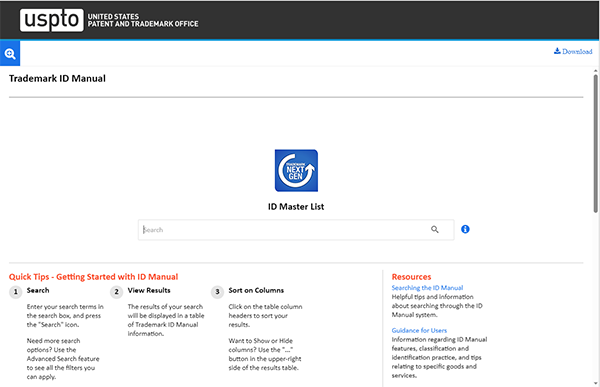 uspto
UNITED STATES
PATENT AND TRADEMARK OFFICE
Download
Trademark ID Manual
TRADEMARK
NEXT
GEN
ID Master List
Search
Quick Tips - Getting Started with ID Manual
1 Search
Enter your search terms in
the search box, and press
the "Search" icon.
Need more search
options? Use the
Advanced Search feature
to see all the filters you
can apply.
2 View Results
The results of your search
will be displayed in a table
of Trademark ID Manual
information.
3 Sort on Columns
Click on the table column
headers to sort your
results.
Want to Show or Hide
columns? Use the "..."
button in the upper-right
side of the results table.
Resources
Searching the ID Manual
Helpful tips and information
about searching through the
ID Manual system.
Guidance for Users
Information regarding ID Manual
features, classification and
identification practice, and tips
relating to specific goods and
services.